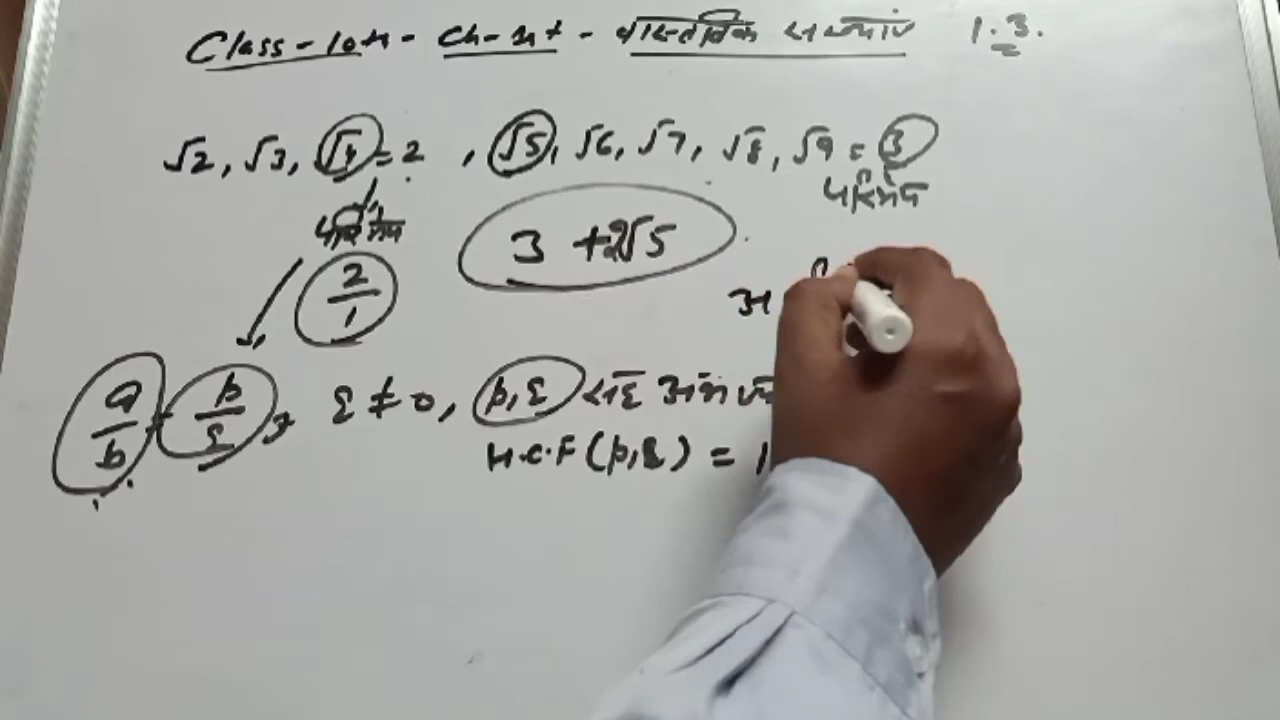 Class-10th- Ch-1st- वास्तविक संख्याएं 1.3.
√2, √3, √4 = 2, √5, √6, √7, √8, √9 = 3
परिमेय परिमेय
3 + 2√5
2/1
अ
a/b = p/q, q ≠ 0, p,q सह
H.C.F (p,q) = 1